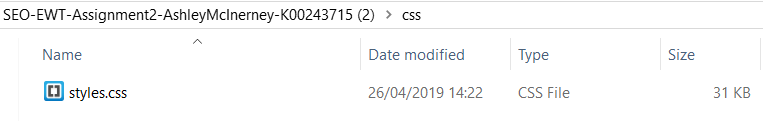 SEO-EWT-Assignment2-AshleyMcInerney-K00243715 (2) > css
Name Date modified Type Size
styles.css 26/04/2019 14:22 CSS File 31 KB